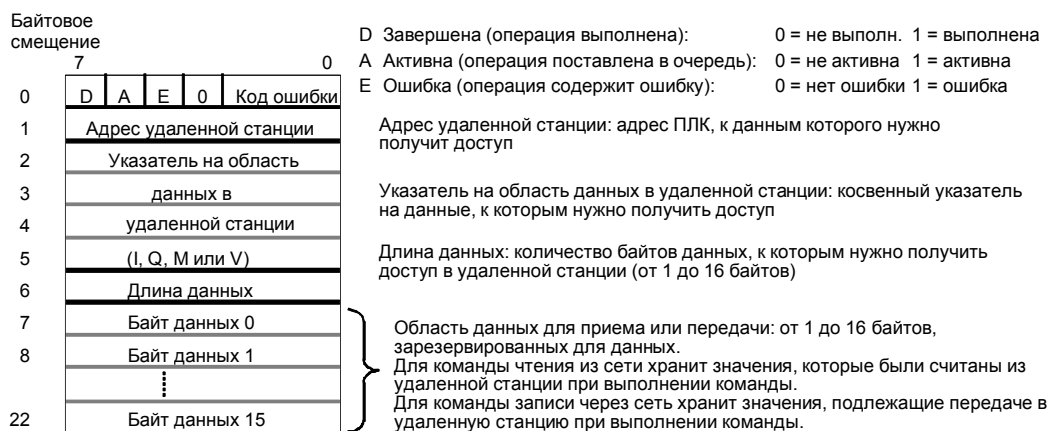 Байтовое
смещение
7 0
0 D A E 0 Код ошибки
1 Адрес удаленной станции
2 Указатель на область
3 данных в
4 удаленной станции
5 (I, Q, M или V)
6 Длина данных
7 Байт данных 0
8 Байт данных 1
22 Байт данных 15
D Завершена (операция выполнена): 0 = не выполн. 1 = выполнена
A Активна (операция поставлена в очередь): 0 = не активна 1 = активна
E Ошибка (операция содержит ошибку): 0 = нет ошибки 1 = ошибка
Адрес удаленной станции: адрес ПЛК, к данным которого нужно
получит доступ
Указатель на область данных в удаленной станции: косвенный указатель
на данные, к которым нужно получить доступ
Длина данных: количество байтов данных, к которым нужно получить
доступ в удаленной станции (от 1 до 16 байтов)
Область данных для приема или передачи: от 1 до 16 байтов,
зарезервированных для данных.
Для команды чтения из сети хранит значения, которые были считаны из
удаленной станции при выполнении команды.
Для команды записи через сеть хранит значения, подлежащие передаче в
удаленную станцию при выполнении команды.